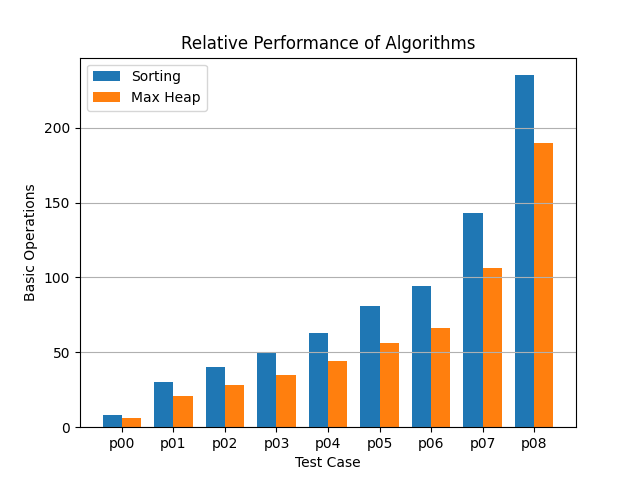 Relative Performance of Algorithms
Sorting
Max Heap
200
150
100
50
0
Basic Operations
p00 p01 p02 p03 p04 p05 p06 p07 p08
Test Case